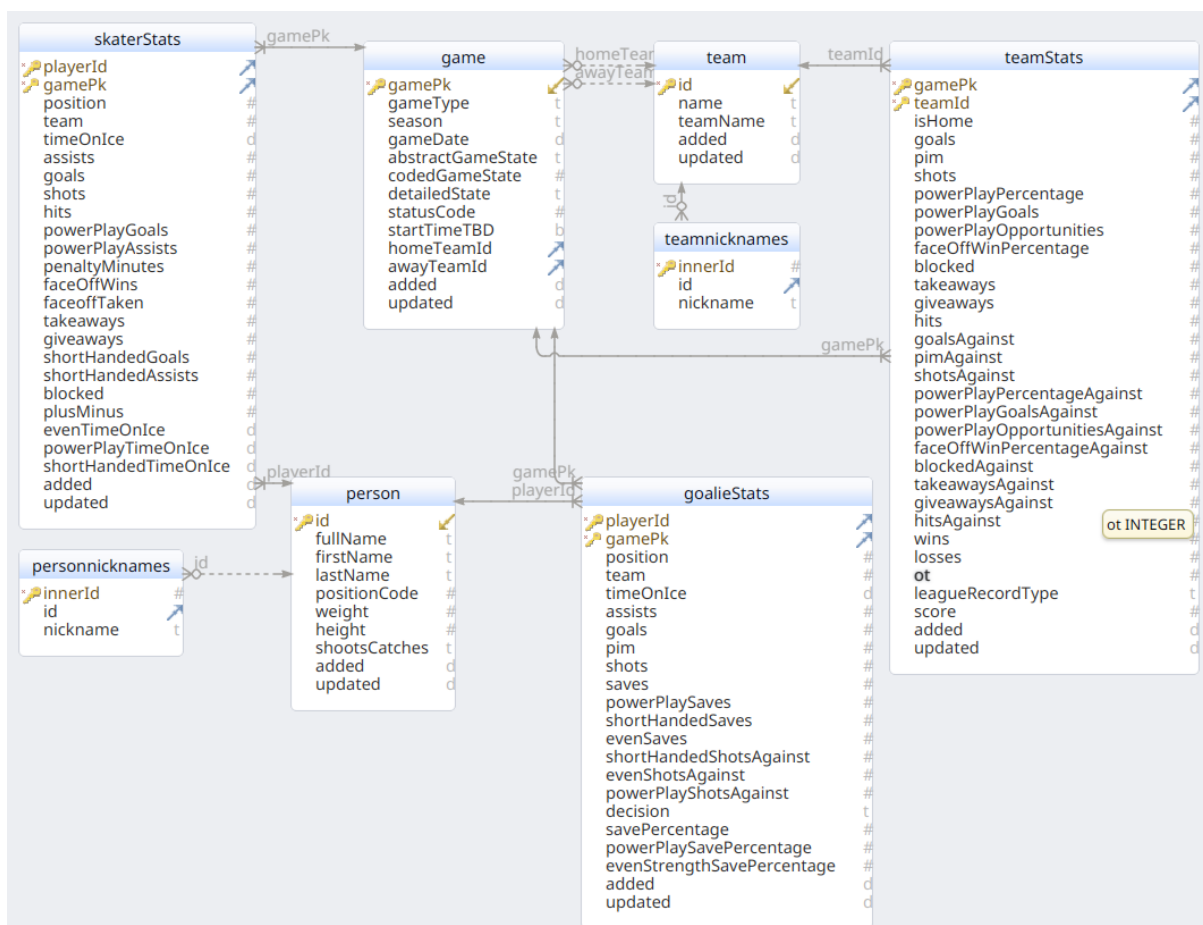 skaterStats
playerId
gamePk
position #
team #
timeOnIce d
assists #
goals #
shots #
hits #
powerPlayGoals #
powerPlayAssists #
penaltyMinutes #
faceOffWins #
faceoffTaken #
takeaways #
giveaways #
shortHandedGoals #
shortHandedAssists #
blocked #
plusMinus #
evenTimeOnIce d
powerPlayTimeOnIce d
shortHandedTimeOnIce d
added d
updated d
gamePk
game
gamePk
gameType t
season t
gameDate d
abstractGameState t
codedGameState #
detailedState t
statusCode #
startTimeTBD b
homeTeamId
awayTeamId
added d
updated d
homeTeam
awayTeam
team
id
name t
teamName t
added d
updated d
id
teamnicknames
innerId #
id
nickname t
teamId
teamStats
gamePk
teamId
isHome #
goals #
pim #
shots #
powerPlayPercentage #
powerPlayGoals #
powerPlayOpportunities #
faceOffWinPercentage #
blocked #
takeaways #
giveaways #
hits #
goalsAgainst #
pimAgainst #
shotsAgainst #
powerPlayPercentageAgainst #
powerPlayGoalsAgainst #
powerPlayOpportunitiesAgainst #
faceOffWinPercentageAgainst #
blockedAgainst #
takeawaysAgainst #
giveawaysAgainst #
hitsAgainst #
ot INTEGER
wins #
losses #
ot #
leagueRecordType t
score #
added d
updated d
gamePk
playerId
person
id
fullName t
firstName t
lastName t
positionCode #
weight #
height #
shootsCatches t
added d
updated d
id
personnicknames
innerId #
id
nickname t
gamePk
playerId
goalieStats
playerId
gamePk
position #
team #
timeOnIce d
assists #
goals #
pim #
shots #
saves #
powerPlaySaves #
shortHandedSaves #
evenSaves #
shortHandedShotsAgainst #
evenShotsAgainst #
powerPlayShotsAgainst #
decision t
savePercentage #
powerPlaySavePercentage #
evenStrengthSavePercentage #
added d
updated d